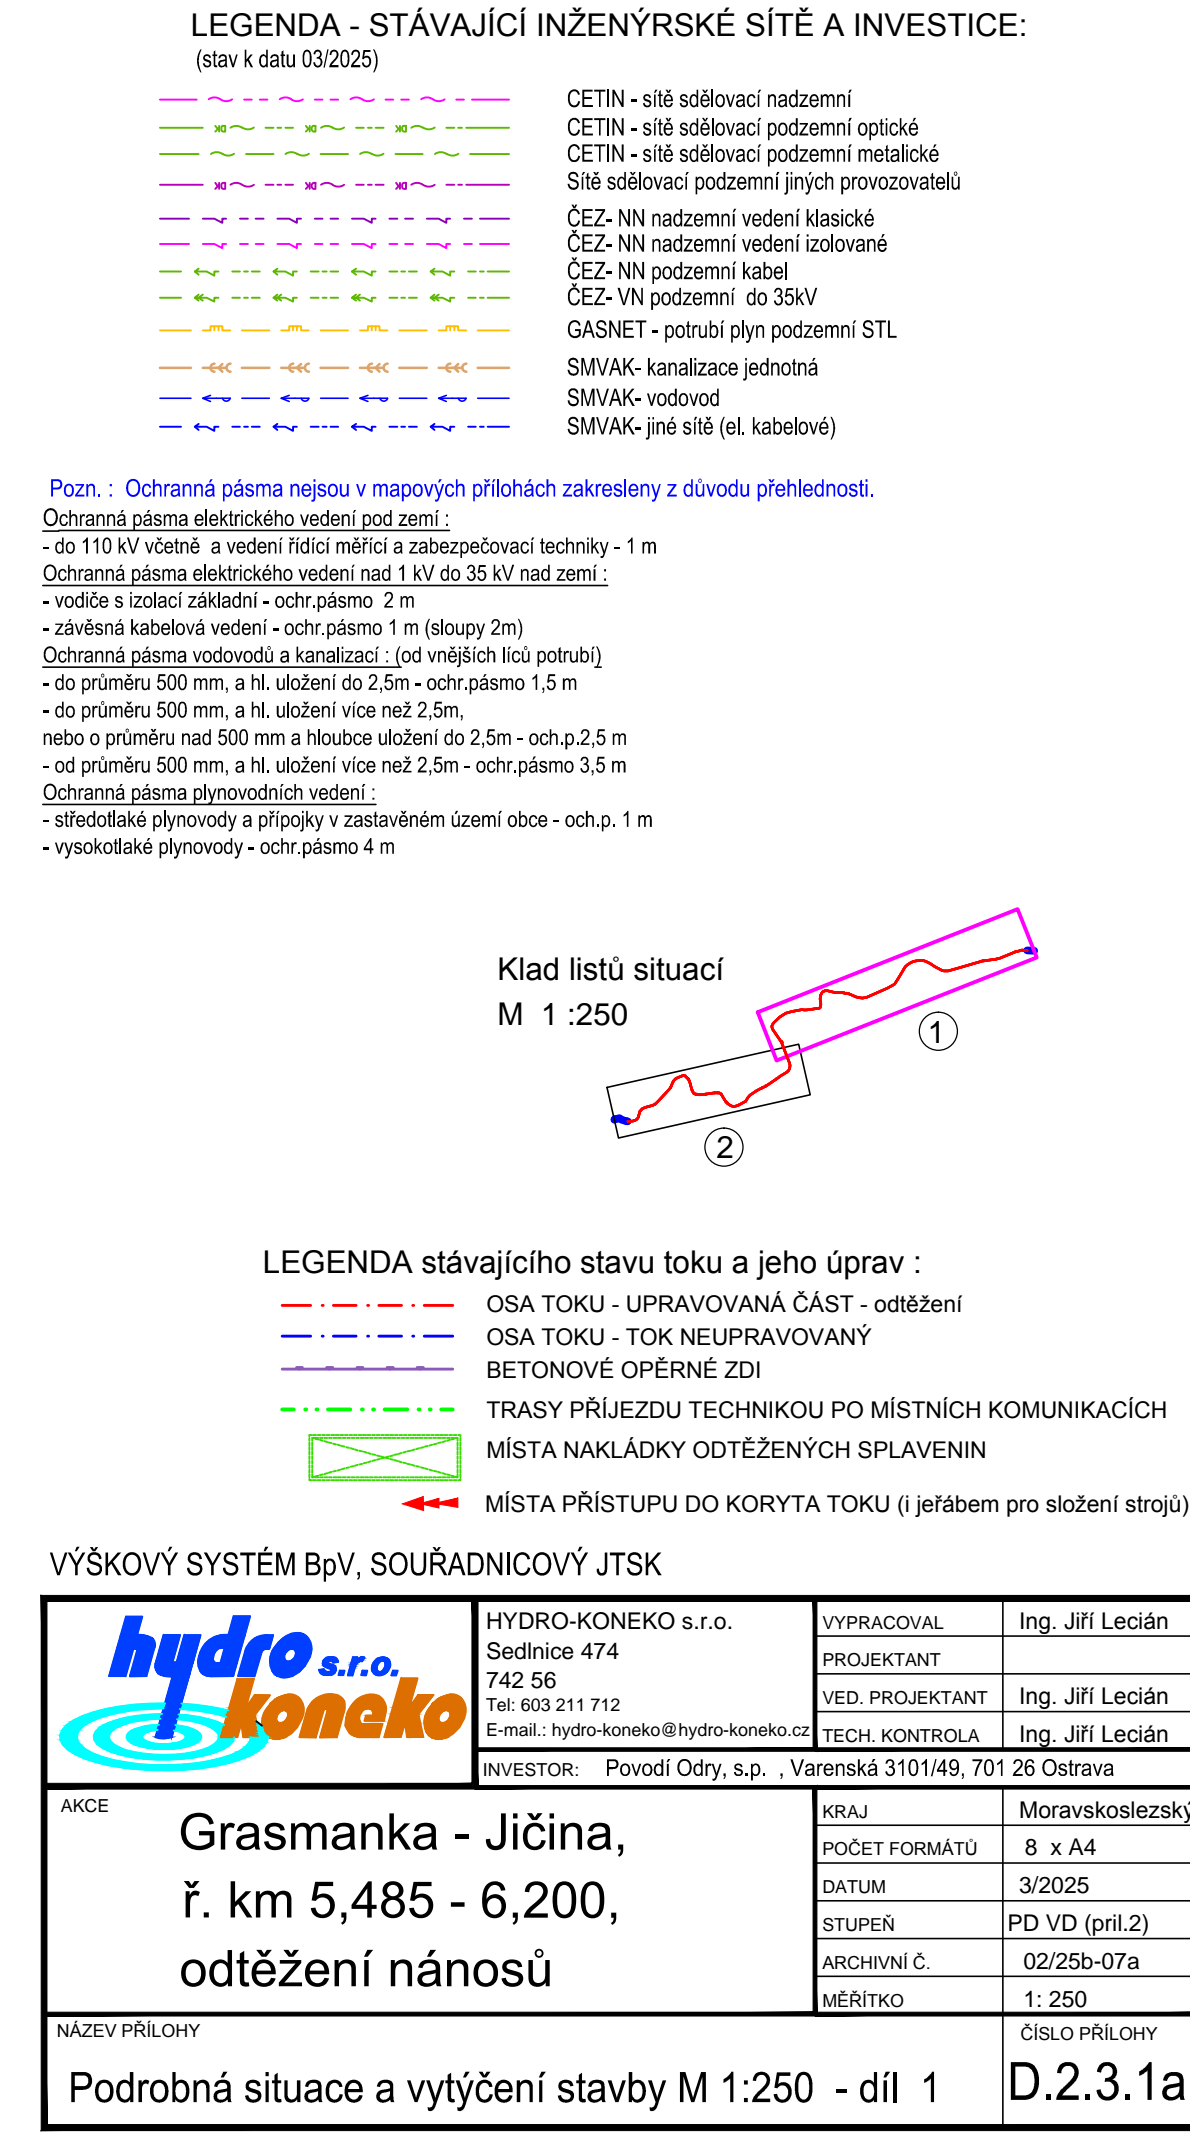 LEGENDA - STÁVAJÍCÍ INŽENÝRSKÉ SÍTĚ A INVESTICE:
(stav k datu 03/2025)
CETIN - sítě sdělovací nadzemní
CETIN - sítě sdělovací podzemní optické
CETIN - sítě sdělovací podzemní metalické
Sítě sdělovací podzemní jiných provozovatelů
ČEZ- NN nadzemní vedení klasické
ČEZ- NN nadzemní vedení izolované
ČEZ- NN podzemní kabel
ČEZ- VN podzemní do 35kV
GASNET - potrubí plyn podzemní STL
SMVAK- kanalizace jednotná
SMVAK- vodovod
SMVAK- jiné sítě (el. kabelové)
Pozn. : Ochranná pásma nejsou v mapových přílohách zakresleny z důvodu přehlednosti.
Ochranná pásma elektrického vedení pod zemí :
- do 110 kV včetně a vedení řídící měřící a zabezpečovací techniky - 1 m
Ochranná pásma elektrického vedení nad 1 kV do 35 kV nad zemí :
- vodiče s izolací základní - ochr.pásmo 2 m
- závěsná kabelová vedení - ochr.pásmo 1 m (sloupy 2m)
Ochranná pásma vodovodů a kanalizací : (od vnějších líců potrubí)
- do průměru 500 mm, a hl. uložení do 2,5m - ochr.pásmo 1,5 m
- do průměru 500 mm, a hl. uložení více než 2,5m,
nebo o průměru nad 500 mm a hloubce uložení do 2,5m - och.p.2,5 m
- od průměru 500 mm, a hl. uložení více než 2,5m - ochr.pásmo 3,5 m
Ochranná pásma plynovodních vedení :
- středotlaké plynovody a přípojky v zastavěném území obce - och.p. 1 m
- vysokotlaké plynovody - ochr.pásmo 4 m
Klad listů situací
M 1 :250
1
2
LEGENDA stávajícího stavu toku a jeho úprav :
OSA TOKU - UPRAVOVANÁ ČÁST - odtěžení
OSA TOKU - TOK NEUPRAVOVANÝ
BETONOVÉ OPĚRNÉ ZDI
TRASY PŘÍJEZDU TECHNIKOU PO MÍSTNÍCH KOMUNIKACÍCH
MÍSTA NAKLÁDKY ODTĚŽENÝCH SPLAVENIN
MÍSTA PŘÍSTUPU DO KORYTA TOKU (i jeřábem pro složení strojů)
VÝŠKOVÝ SYSTÉM BpV, SOUŘADNICOVÝ JTSK
hydro s.r.o.
koneko
HYDRO-KONEKO s.r.o.
Sedlnice 474
742 56
Tel: 603 211 712
E-mail.: hydro-koneko@hydro-koneko.cz
VYPRACOVAL Ing. Jiří Lecián
PROJEKTANT
VED. PROJEKTANT Ing. Jiří Lecián
TECH. KONTROLA Ing. Jiří Lecián
INVESTOR: Povodí Odry, s.p. , Varenská 3101/49, 701 26 Ostrava
AKCE
Grasmanka - Jičina,
ř. km 5,485 - 6,200,
odtěžení nánosů
KRAJ Moravskoslezský
POČET FORMÁTŮ 8 x A4
DATUM 3/2025
STUPEŇ PD VD (pril.2)
ARCHIVNÍ Č. 02/25b-07a
MĚŘÍTKO 1: 250
NÁZEV PŘÍLOHY
Podrobná situace a vytýčení stavby M 1:250 - díl 1
ČÍSLO PŘÍLOHY
D.2.3.1a